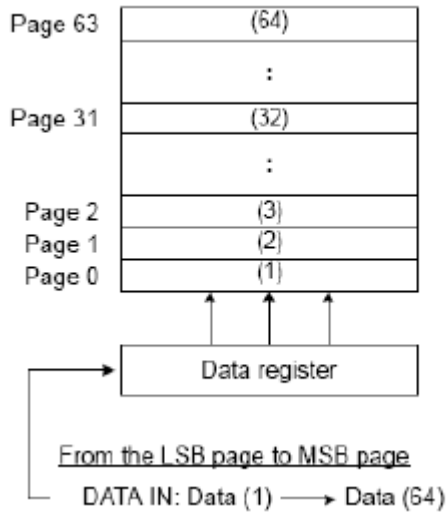 Page 63 (64)
:
Page 31 (32)
:
Page 2 (3)
Page 1 (2)
Page 0 (1)
Data register
From the LSB page to MSB page
DATA IN: Data (1) Data (64)